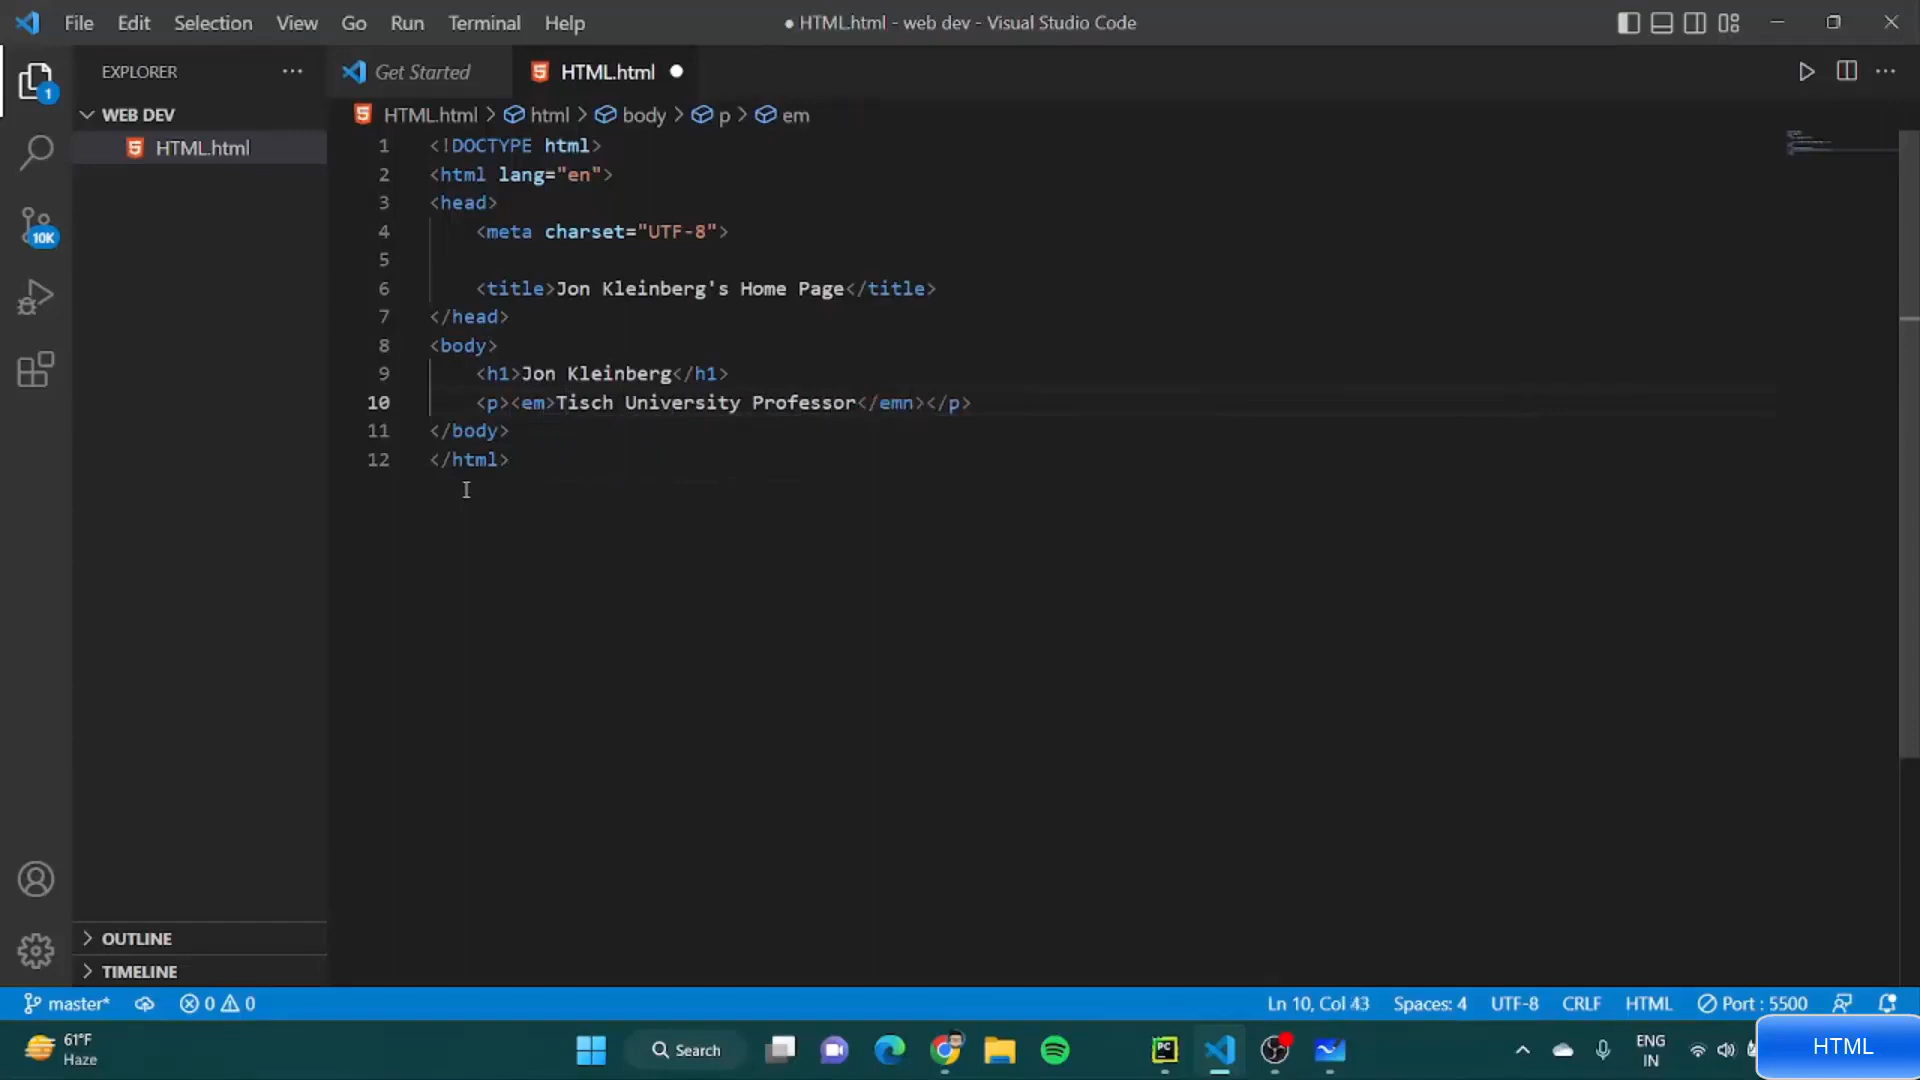 File Edit Selection View Go Run Terminal Help
● HTML.html - web dev - Visual Studio Code
EXPLORER
Get Started
HTML.html
1
WEB DEV
HTML.html
HTML.html > html > body > p > em
10K
1 <!DOCTYPE html>
2 <html lang="en">
3 <head>
4 <meta charset="UTF-8">
5
6 <title>Jon Kleinberg's Home Page</title>
7 </head>
8 <body>
9 <h1>Jon Kleinberg</h1>
10 <p><em>Tisch University Professor</emn></p>
11 </body>
12 </html>
OUTLINE
TIMELINE
master* 0 0
Ln 10, Col 43 Spaces: 4 UTF-8 CRLF HTML Port : 5500
61°F
Haze
Search
PC
ENG
IN
HTML